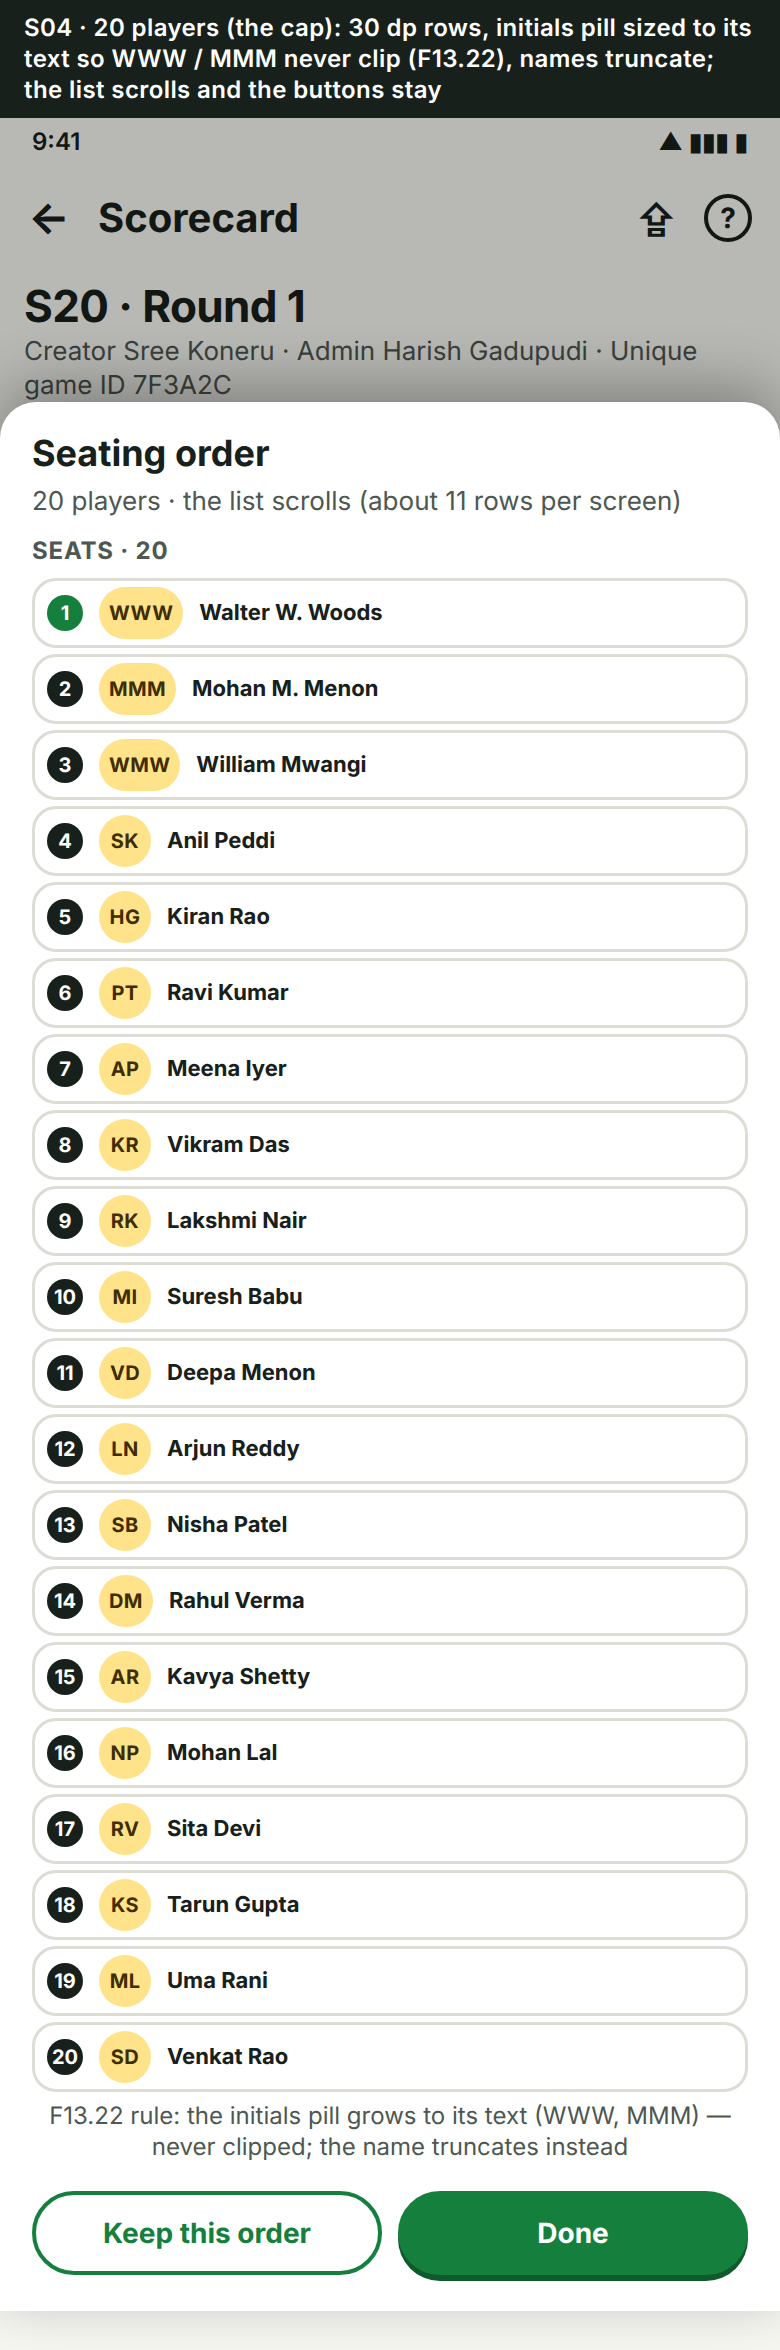 S04 · 20 players (the cap): 30 dp rows, initials pill sized to its
text so WWW / MMM never clip (F13.22), names truncate;
the list scrolls and the buttons stay
9:41
Scorecard
?
S20 · Round 1
Creator Sree Koneru · Admin Harish Gadupudi · Unique
game ID 7F3A2C
Seating order
20 players · the list scrolls (about 11 rows per screen)
SEATS · 20
1 WWW Walter W. Woods
2 MMM Mohan M. Menon
3 WMW William Mwangi
4 SK Anil Peddi
5 HG Kiran Rao
6 PT Ravi Kumar
7 AP Meena Iyer
8 KR Vikram Das
9 RK Lakshmi Nair
10 MI Suresh Babu
11 VD Deepa Menon
12 LN Arjun Reddy
13 SB Nisha Patel
14 DM Rahul Verma
15 AR Kavya Shetty
16 NP Mohan Lal
17 RV Sita Devi
18 KS Tarun Gupta
19 ML Uma Rani
20 SD Venkat Rao
F13.22 rule: the initials pill grows to its text (WWW, MMM) —
never clipped; the name truncates instead
Keep this order
Done